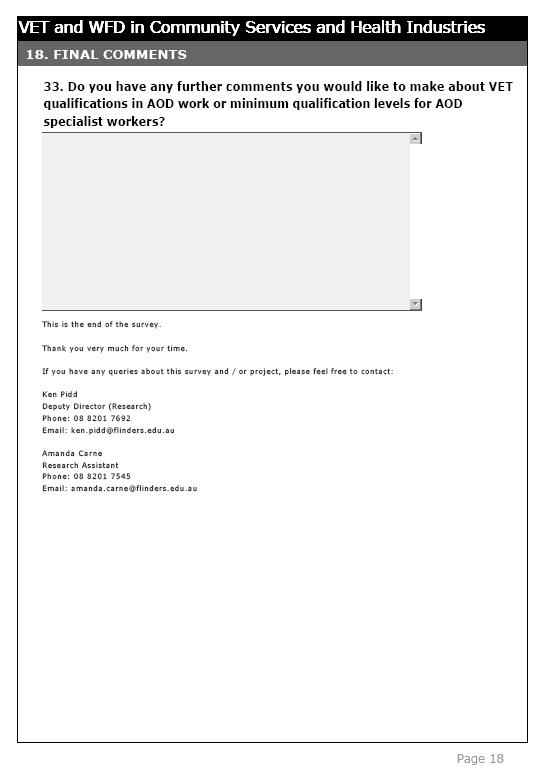 VET and WFD in Community Services and Health Industries
18. FINAL COMMENTS
33. Do you have any further comments you would like to make about VET
qualifications in AOD work or minimum qualification levels for AOD
specialist workers?
This is the end of the survey.
Thank you very much for your time.
If you have any queries about this survey and / or project, please feel free to contact:
Ken Pidd
Deputy Director (Research)
Phone: 08 8201 7692
Email: ken.pidd@flinders.edu.au
Amanda Carne
Research Assistant
Phone: 08 8201 7545
Email: amanda.carne@flinders.edu.au
Page 18